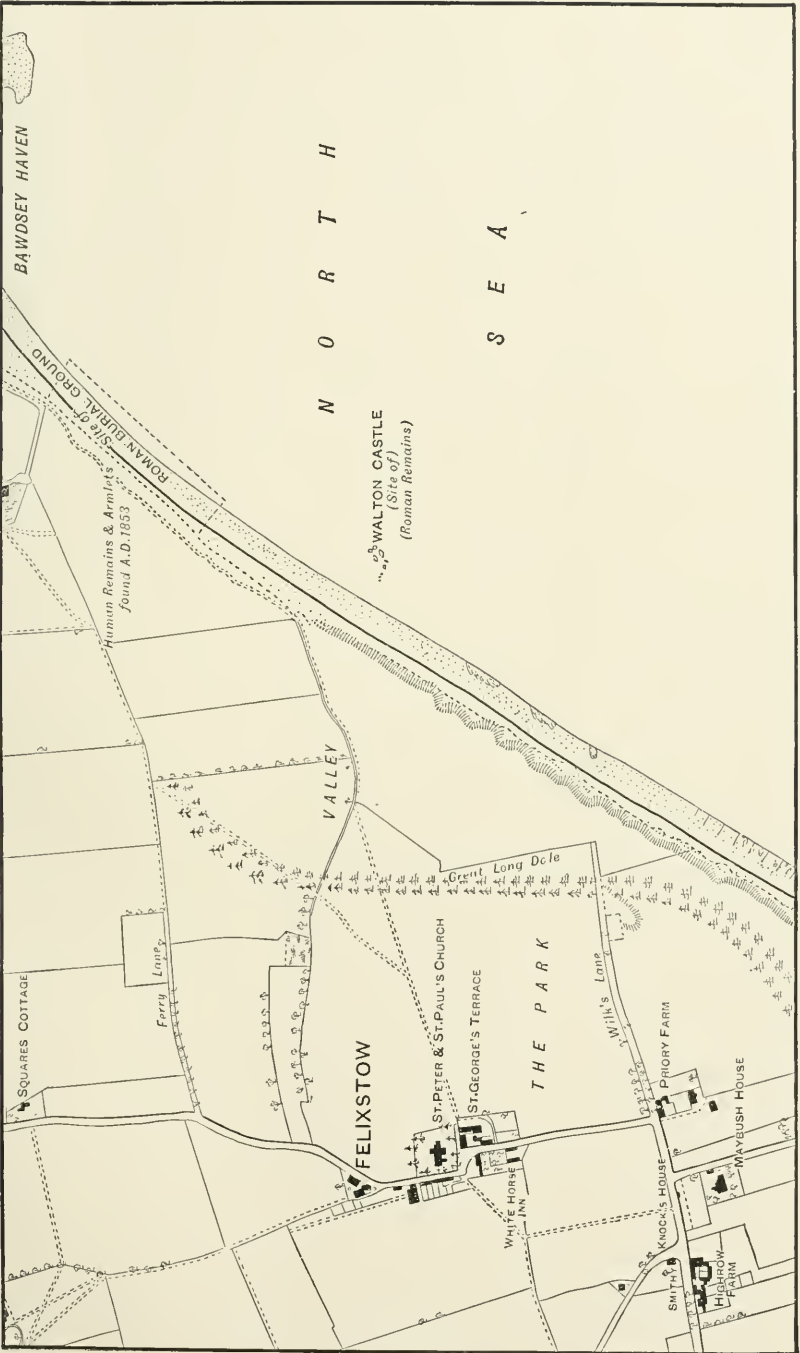 BAWDSEY HAVEN
NORTH
SEA
Site of
ROMAN BURIAL GROUND
Human Remains & Armlets
found A.D. 1853
WALTON CASTLE
(Site of)
(Roman Remains)
VALLEY
Great Long Dole
Ferry Lane
SQUARES COTTAGE
FELIXSTOW
ST. PETER & ST. PAUL'S CHURCH
ST. GEORGE'S TERRACE
THE PARK
Wilk's Lane
PRIORY FARM
MAYBUSH HOUSE
WHITE HORSE
INN
KNOCK'S HOUSE
SMITHY
HIGHROW
FARM